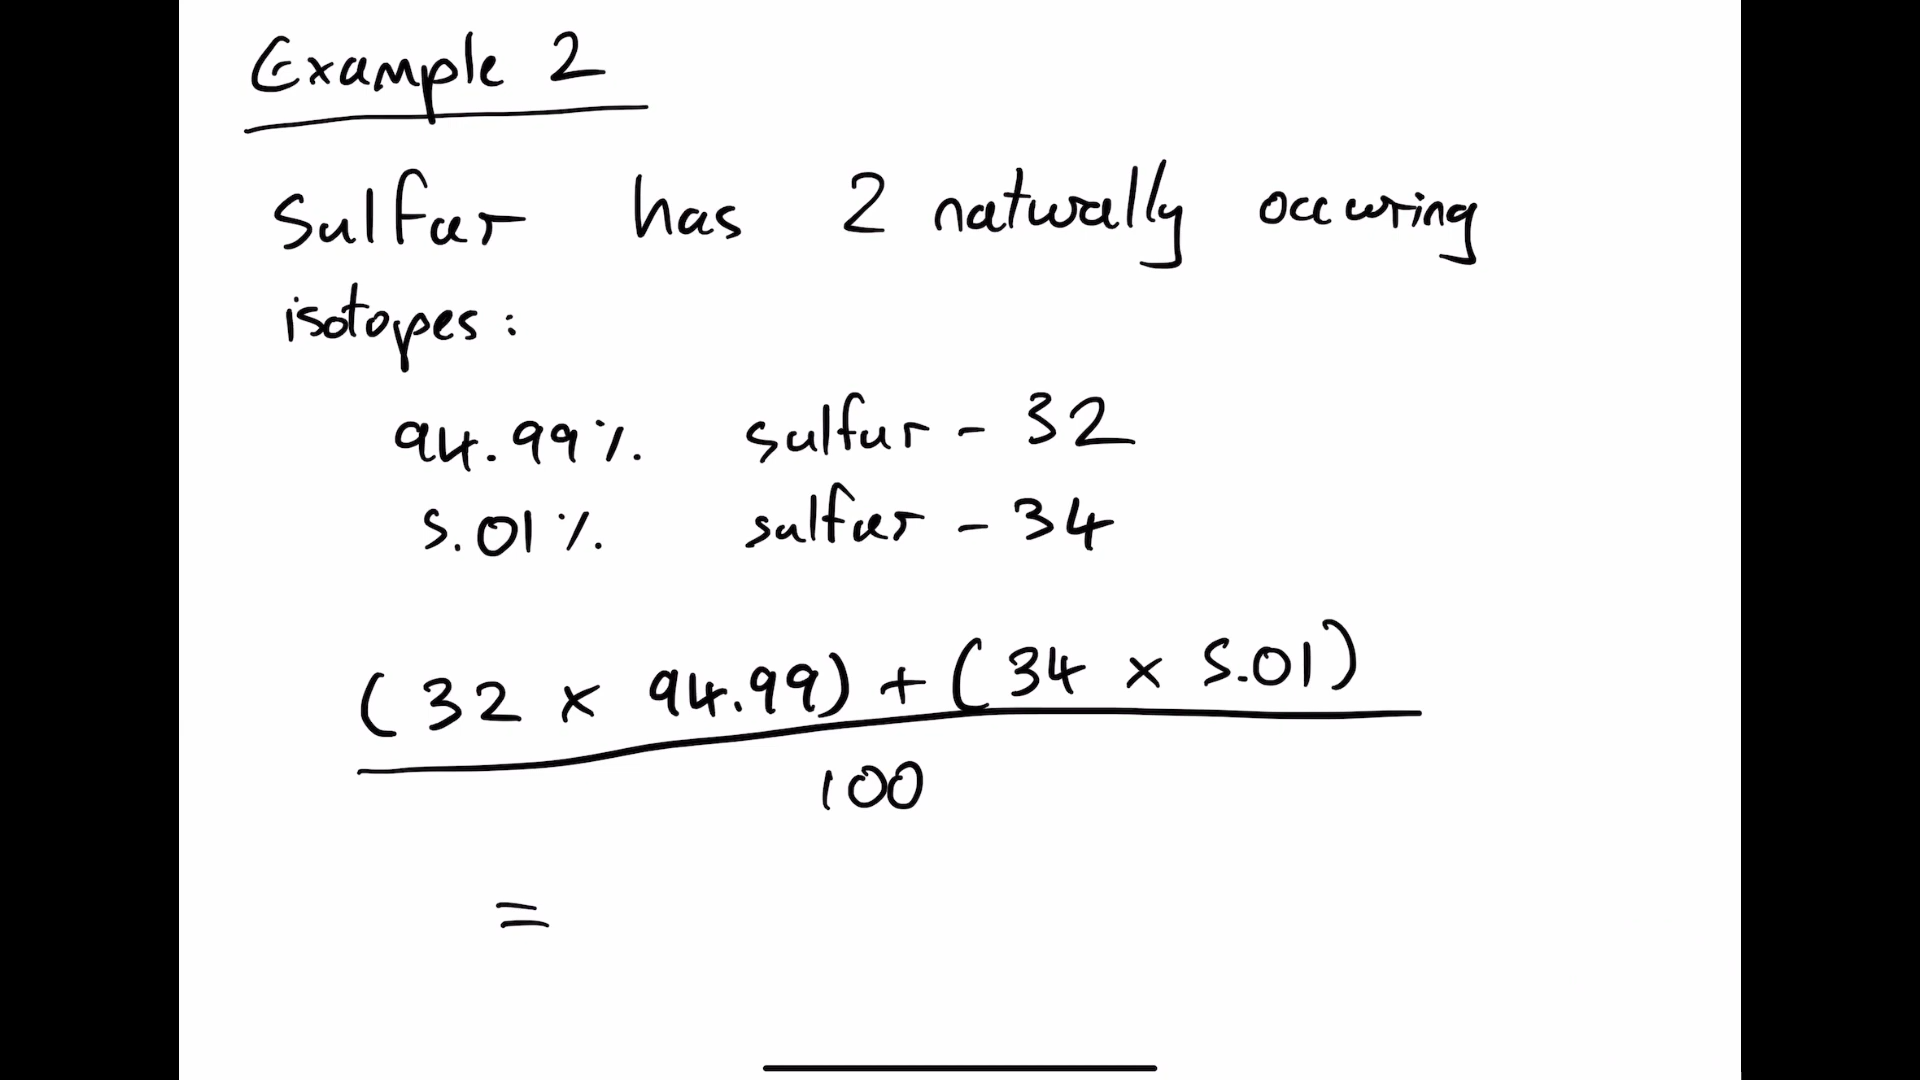 Example 2
Sulfur has 2 naturally occuring
isotopes:
94.99% sulfur - 32
5.01% sulfur - 34
(32 x 94.99) + (34 x 5.01)
100
=